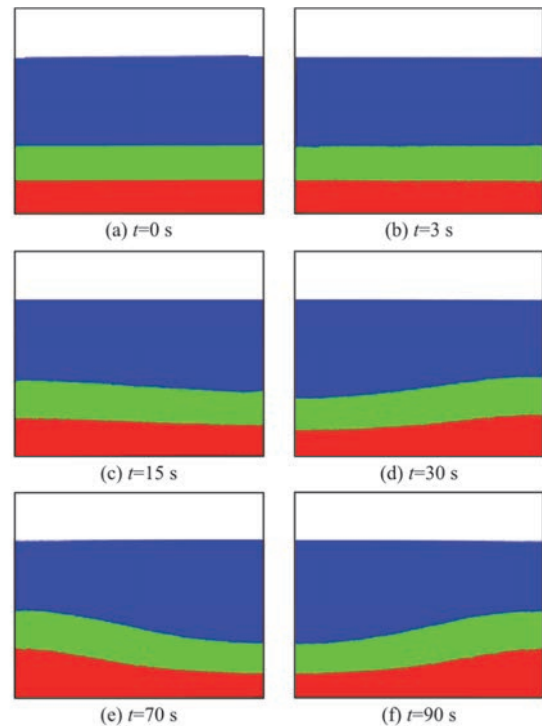 (a) t=0 s
(b) t=3 s
(c) t=15 s
(d) t=30 s
(e) t=70 s
(f) t=90 s